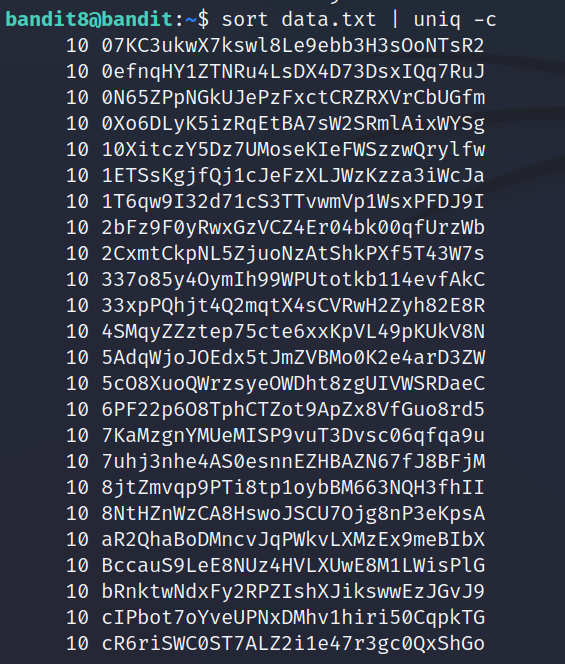 bandit8@bandit:~$ sort data.txt | uniq -c
10 07KC3ukwX7kswl8Le9ebb3H3sOoNTsR2
10 0efnqHY1ZTNRu4LsDX4D73DsxIQq7RuJ
10 0N65ZPpNGkUJePzFxctCRZRXVrCbUGfm
10 0Xo6DLyK5izRqEtBA7sW2SRmlAixWYSg
10 10XitczY5Dz7UMoseKIeFWSzzwQrylfw
10 1ETSsKgjfQj1cJeFzXLJWzKzza3iWcJa
10 1T6qw9I32d71cS3TTvwmVp1WsxPFDJ9I
10 2bFz9F0yRwxGzVCZ4Er04bk00qfUrzWb
10 2CxmtCkpNL5ZjuoNzAtShkPXf5T43W7s
10 337o85y4OymIh99WPUtotkb114evfAkC
10 33xpPQhjt4Q2mqtX4sCVRwH2Zyh82E8R
10 4SMqyZZztep75cte6xxKpVL49pKUkV8N
10 5AdqWjoJOEdx5tJmZVBMo0K2e4arD3ZW
10 5cO8XuoQWrzsyeOWDht8zgUIVWSRDaeC
10 6PF22p6O8TphCTZot9ApZx8VfGuo8rd5
10 7KaMzgnYMUeMISP9vuT3Dvsc06qfqa9u
10 7uhj3nhe4AS0esnnEZHBAZN67fJ8BFjM
10 8jtZmvqp9PTi8tp1oybBM663NQH3fhII
10 8NtHZnWzCA8HswoJSCU7Ojg8nP3eKpsA
10 aR2QhaBoDMncvJqPWkvLXMzEx9meBIbX
10 BccauS9LeE8NUz4HVLXUwE8M1LWisPlG
10 bRnktwNdxFy2RPZIshXJikswwEzJGvJ9
10 cIPbot7oYveUPNxDMhv1hiri50CqpkTG
10 cR6riSWC0ST7ALZ2i1e47r3gc0QxShGo